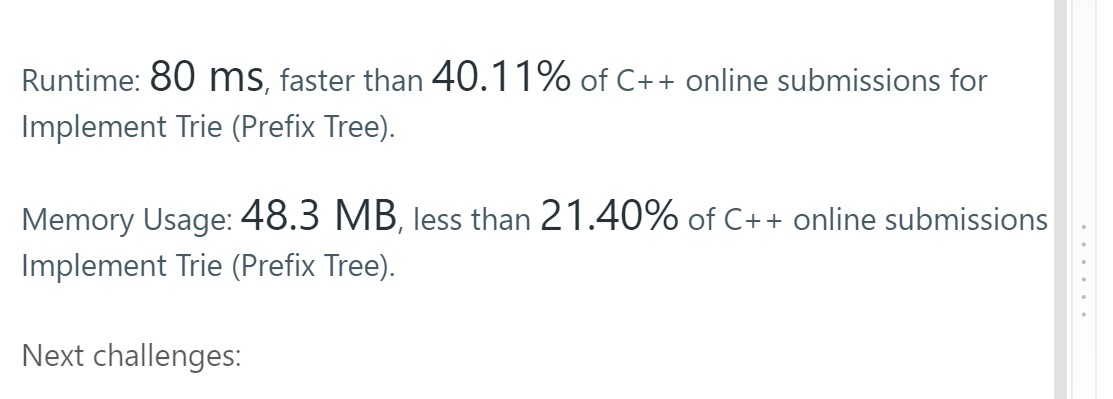 Runtime: 80 ms, faster than 40.11% of C++ online submissions for
Implement Trie (Prefix Tree).
Memory Usage: 48.3 MB, less than 21.40% of C++ online submissions
Implement Trie (Prefix Tree).
Next challenges: